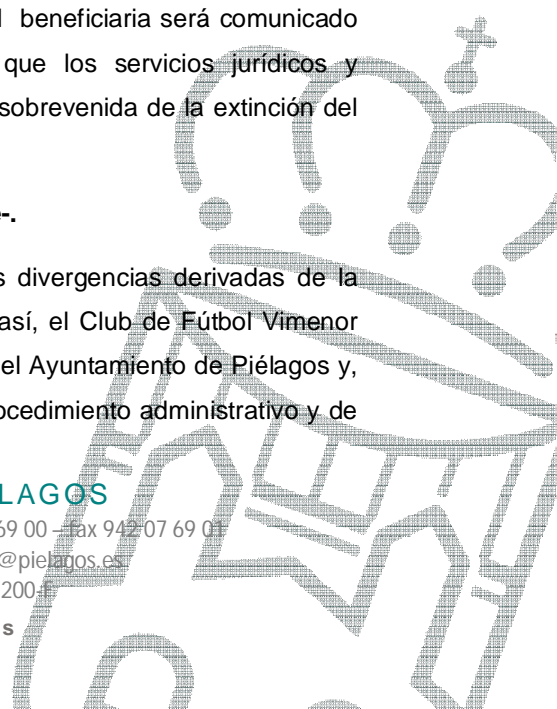 beneficiaria será comunicado
que los servicios jurídicos y
sobrevenida de la extinción del
e-.
s divergencias derivadas de la
así, el Club de Fútbol Vimenor
el Ayuntamiento de Piélagos y,
ocedimiento administrativo y de
LAGOS
69 00 – fax 942 07 69 01
@pielagos.es
200-F
s